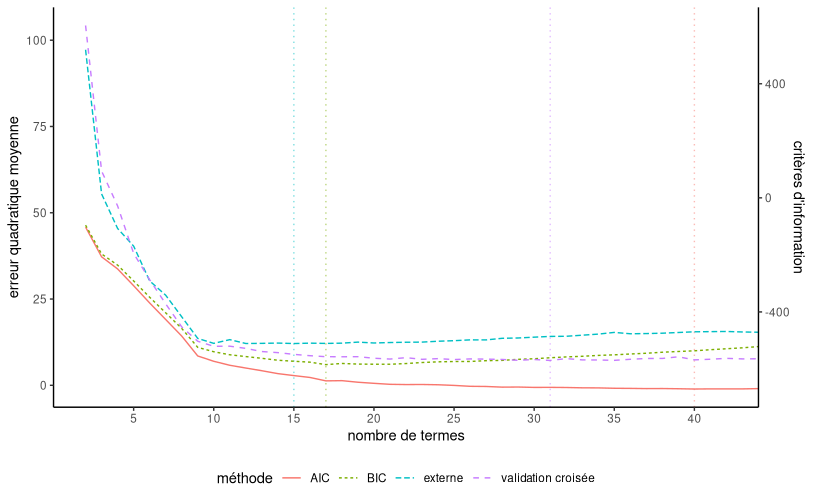 100
75
50
25
0
erreur quadratique moyenne
400
0
-400
critères d'information
5 10 15 20 25 30 35 40
nombre de termes
méthode AIC BIC externe validation croisée